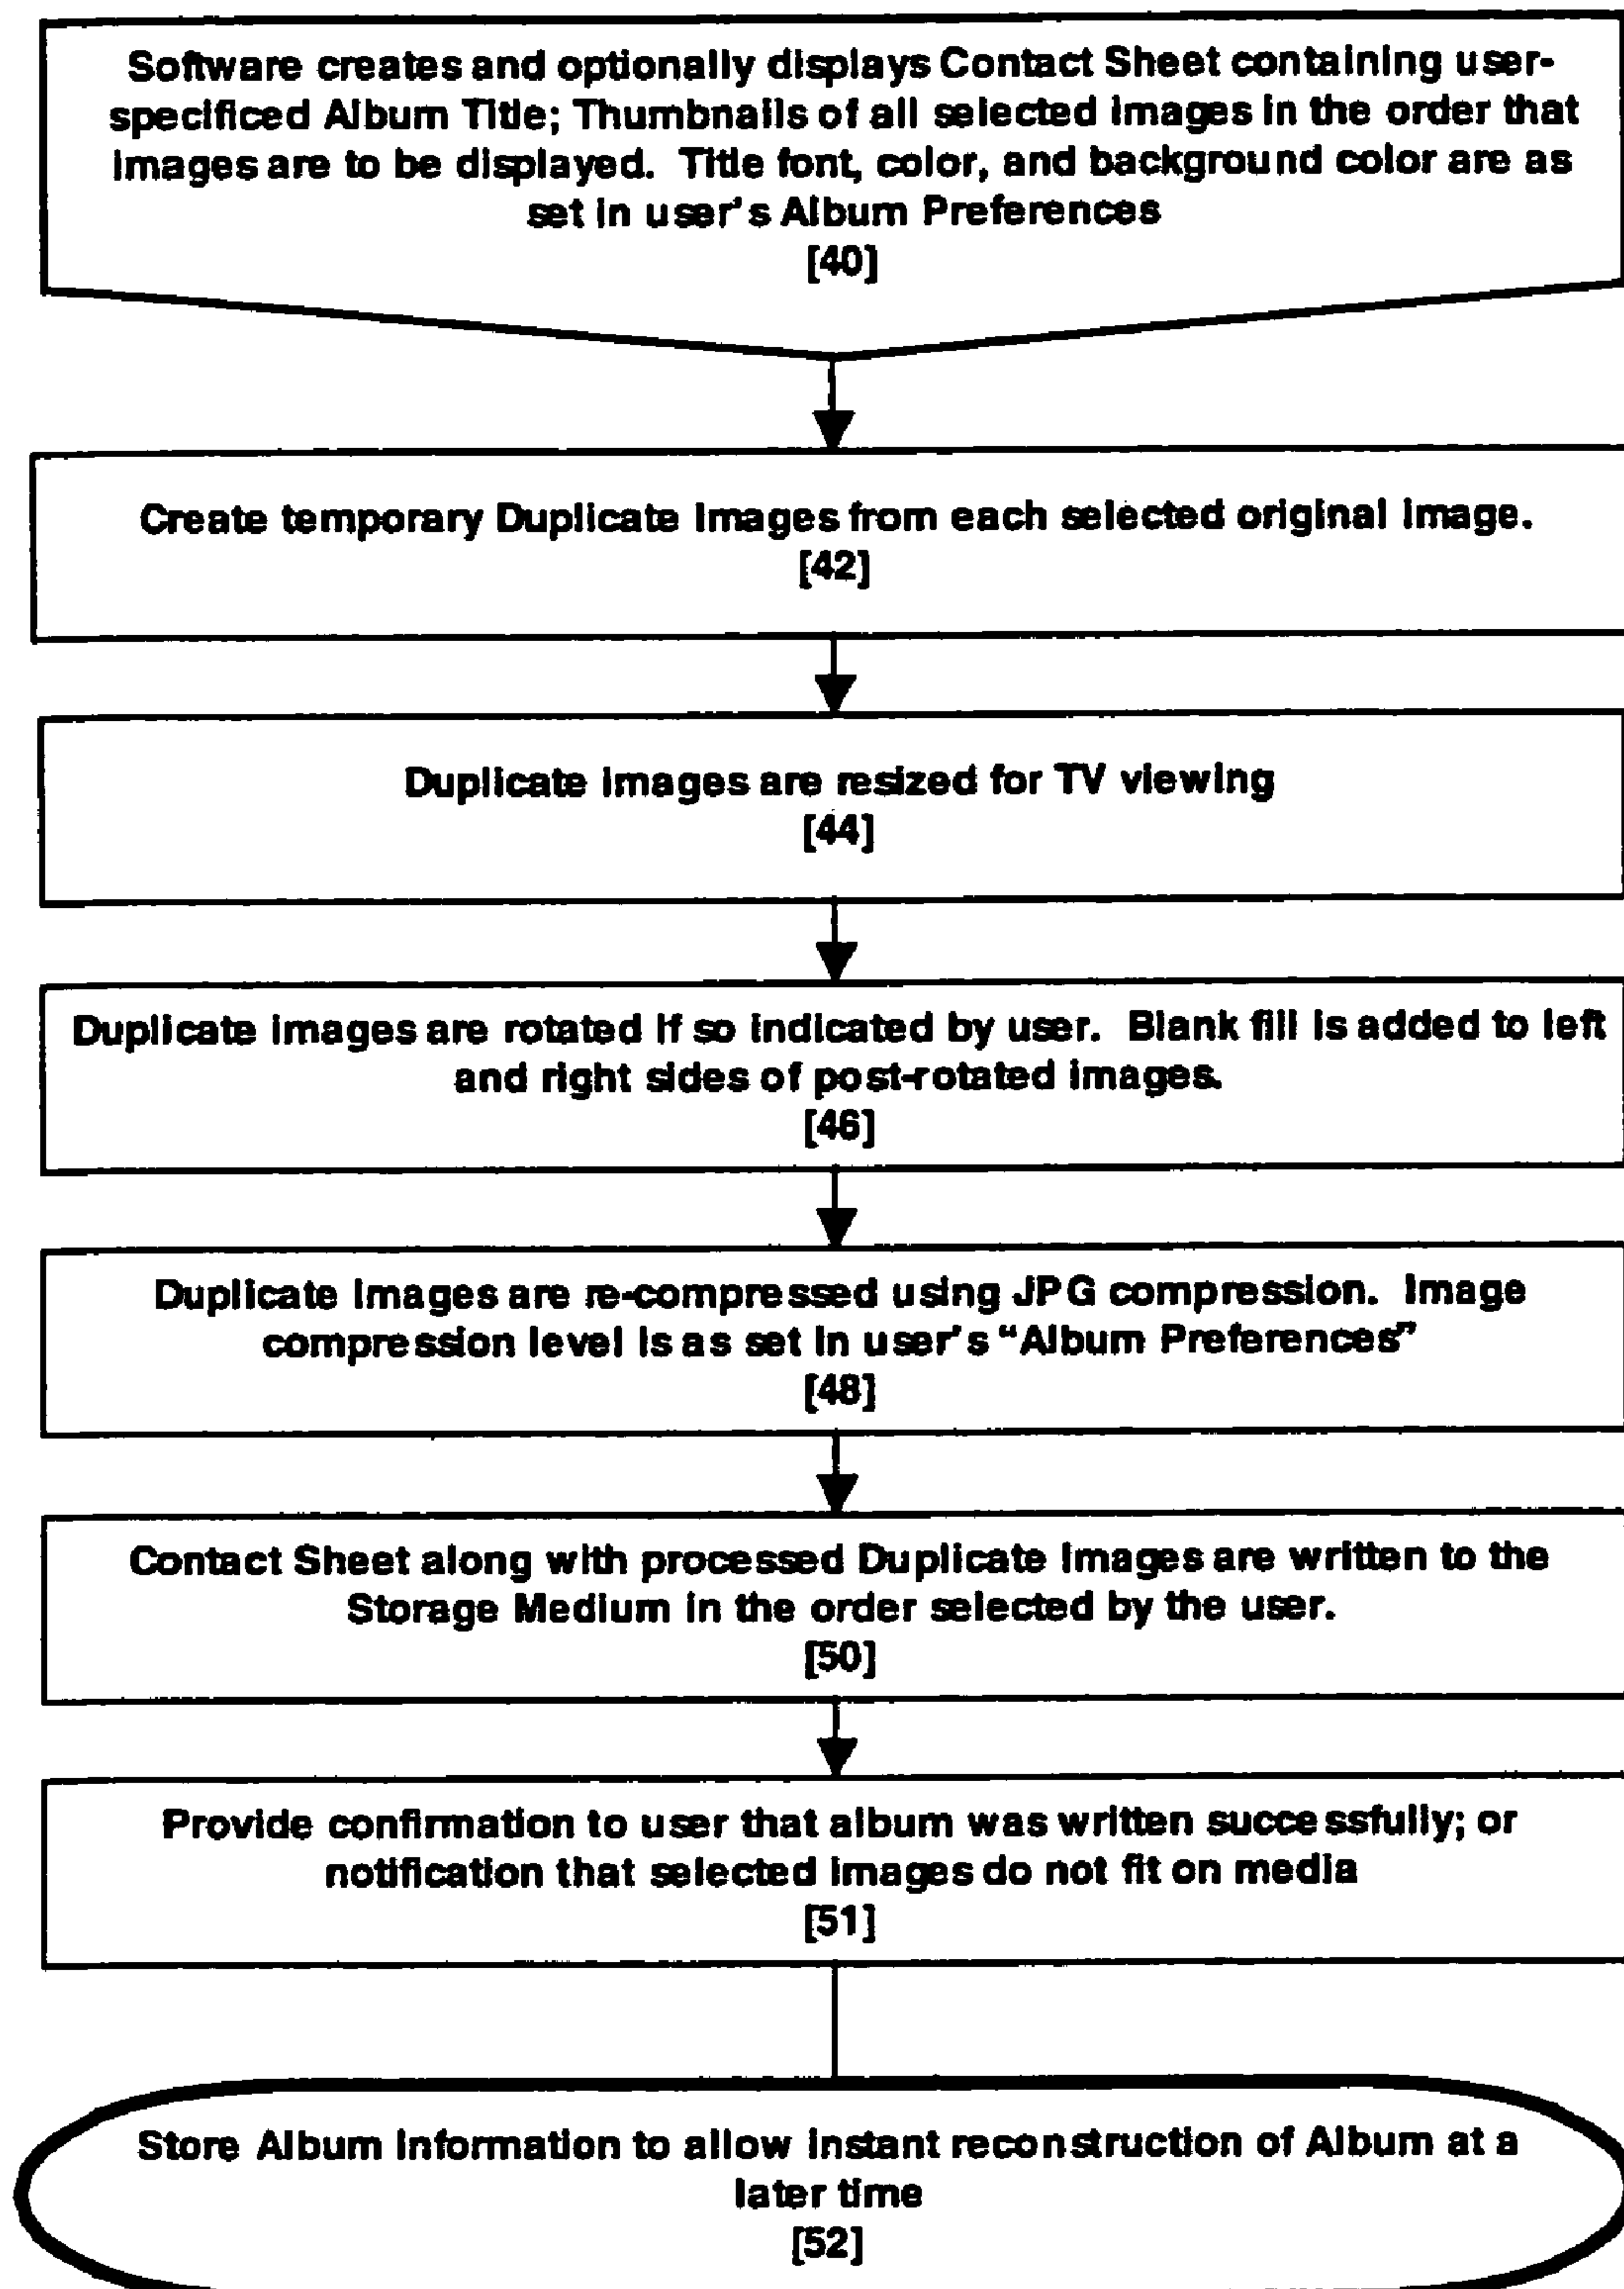 Software creates and optionally displays Contact Sheet containing user-
specificed Album Title; Thumbnails of all selected images in the order that
images are to be displayed. Title font, color, and background color are as
set in user's Album Preferences
[40]
Create temporary Duplicate Images from each selected original image.
[42]
Duplicate images are resized for TV viewing
[44]
Duplicate images are rotated if so indicated by user. Blank fill is added to left
and right sides of post-rotated images.
[46]
Duplicate images are re-compressed using JPG compression. Image
compression level is as set in user's “Album Preferences”
[48]
Contact Sheet along with processed Duplicate Images are written to the
Storage Medium in the order selected by the user.
[50]
Provide confirmation to user that album was written successfully; or
notification that selected images do not fit on media
[51]
Store Album Information to allow instant reconstruction of Album at a
later time
[52]